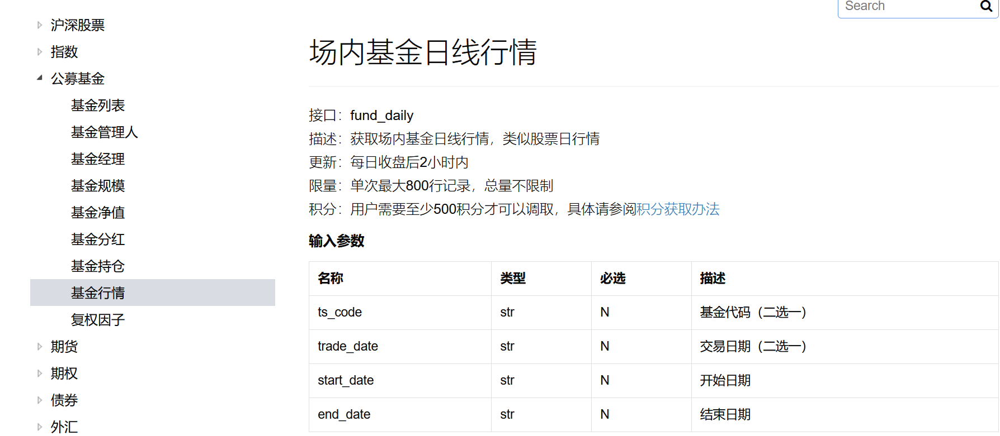 Search
沪深股票
指数
公募基金
基金列表
基金管理人
基金经理
基金规模
基金净值
基金分红
基金持仓
基金行情
复权因子
期货
期权
债券
外汇
场内基金日线行情
接口：fund_daily
描述：获取场内基金日线行情，类似股票日行情
更新：每日收盘后2小时内
限量：单次最大800行记录，总量不限制
积分：用户需要至少500积分才可以调取，具体请参阅积分获取办法
输入参数
名称 类型 必选 描述
ts_code str N 基金代码（二选一）
trade_date str N 交易日期（二选一）
start_date str N 开始日期
end_date str N 结束日期